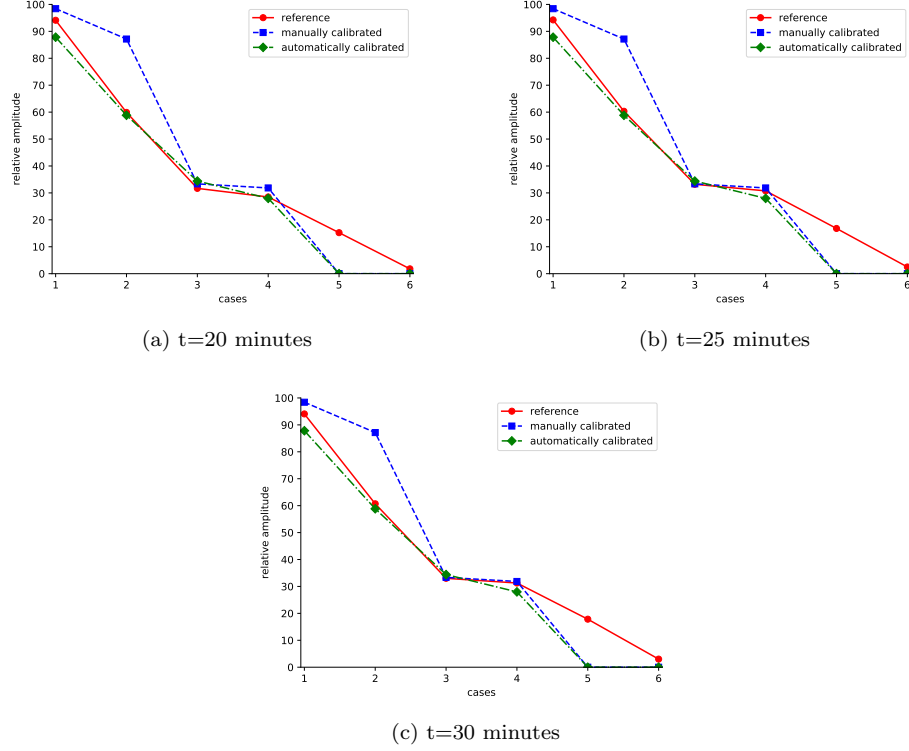 100
90
80
70
60
50
40
30
20
10
0
relative amplitude
reference
manually calibrated
automatically calibrated
1 2 3 4 5 6
cases
(a) t=20 minutes
100
90
80
70
60
50
40
30
20
10
0
relative amplitude
reference
manually calibrated
automatically calibrated
1 2 3 4 5 6
cases
(b) t=25 minutes
100
90
80
70
60
50
40
30
20
10
0
relative amplitude
reference
manually calibrated
automatically calibrated
1 2 3 4 5 6
cases
(c) t=30 minutes